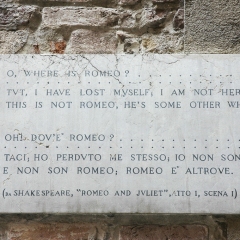 O, WHERE IS ROMEO? . . . . . . . . . .
TVT, I HAVE LOST MYSELF, I AM NOT HER
THIS IS NOT ROMEO, HE'S SOME OTHER WH
OH! DOV'E' ROMEO? . . . . . . . . . .
TACI; HO PERDVTO ME STESSO; IO NON SON
E NON SON ROMEO; ROMEO E' ALTROVE.
(DA SHAKESPEARE, "ROMEO AND JVLIET", ATTO I, SCENA I)